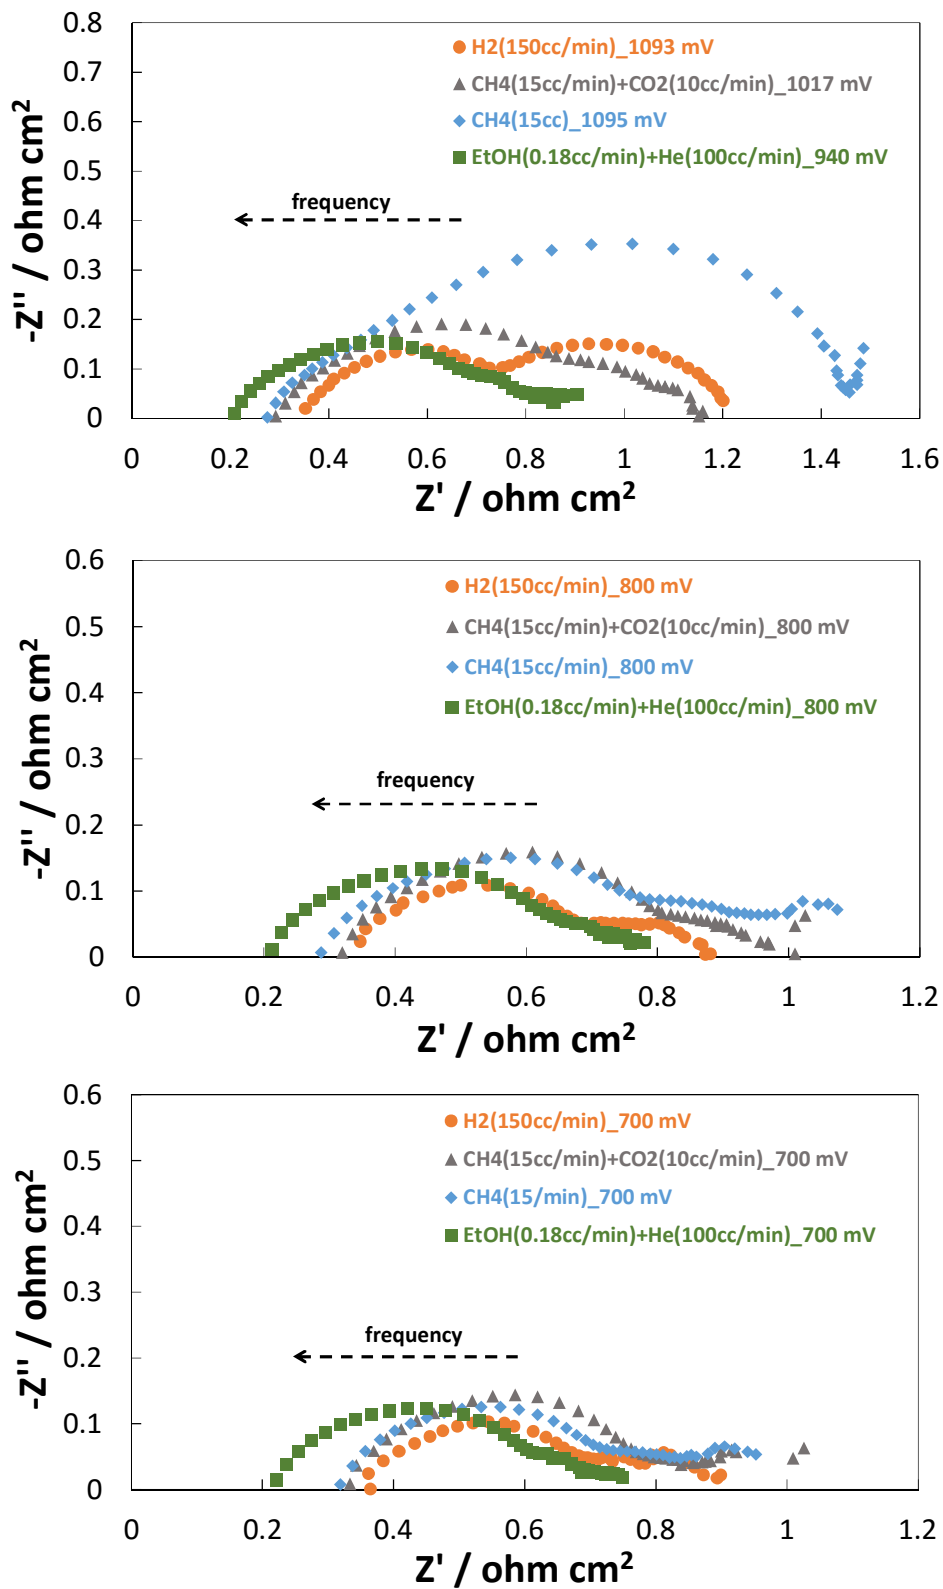 0.8
H2(150cc/min)_1093 mV
0.7
CH4(15cc/min)+CO2(10cc/min)_1017 mV
0.6
CH4(15cc)_1095 mV
EtOH(0.18cc/min)+He(100cc/min)_940 mV
0.5
frequency
0.4
0.3
0.2
0.1
0
-Z'' / ohm cm2
0 0.2 0.4 0.6 0.8 1 1.2 1.4 1.6
Z' / ohm cm2
0.6
H2(150cc/min)_800 mV
CH4(15cc/min)+CO2(10cc/min)_800 mV
0.5
CH4(15cc/min)_800 mV
EtOH(0.18cc/min)+He(100cc/min)_800 mV
0.4
0.3
frequency
0.2
0.1
0
-Z'' / ohm cm2
0 0.2 0.4 0.6 0.8 1 1.2
Z' / ohm cm2
0.6
H2(150cc/min)_700 mV
CH4(15cc/min)+CO2(10cc/min)_700 mV
0.5
CH4(15/min)_700 mV
EtOH(0.18cc/min)+He(100cc/min)_700 mV
0.4
0.3
frequency
0.2
0.1
0
-Z'' / ohm cm2
0 0.2 0.4 0.6 0.8 1 1.2
Z' / ohm cm2